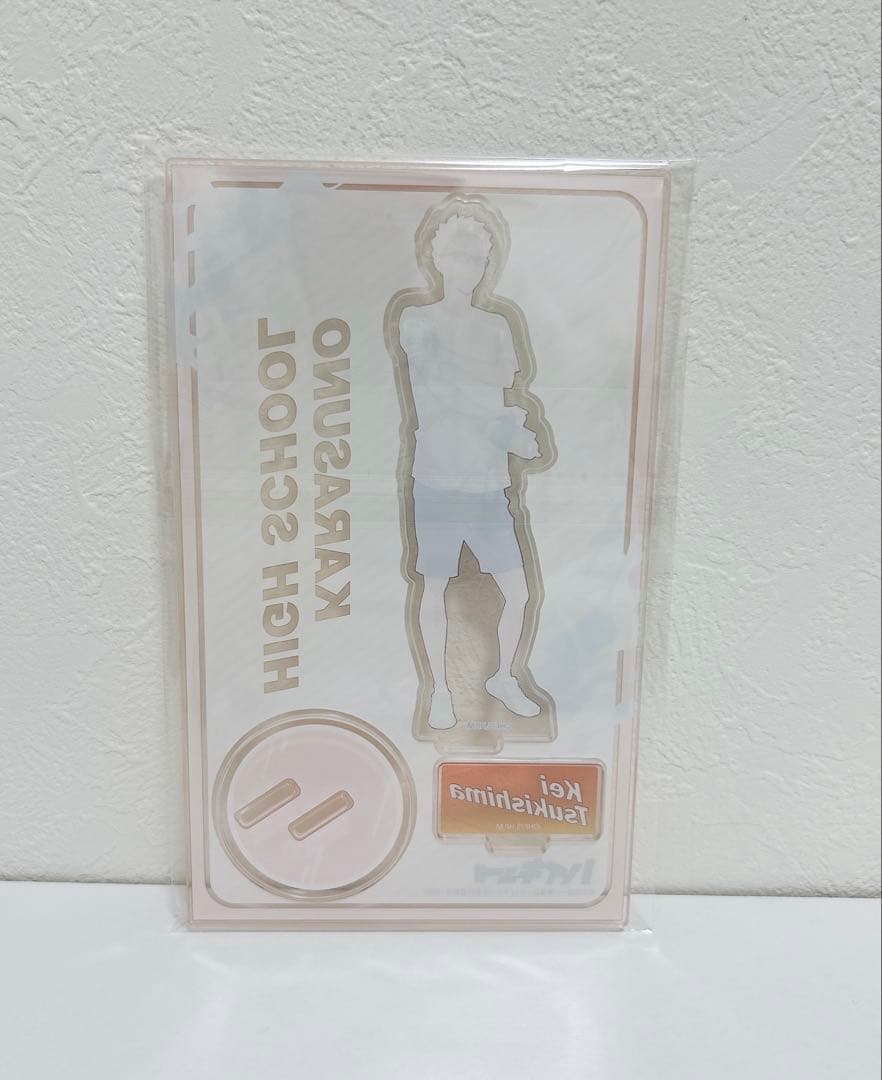 KARASUNO
HIGH SCHOOL
Kei
Tsukishima
ハイキュー